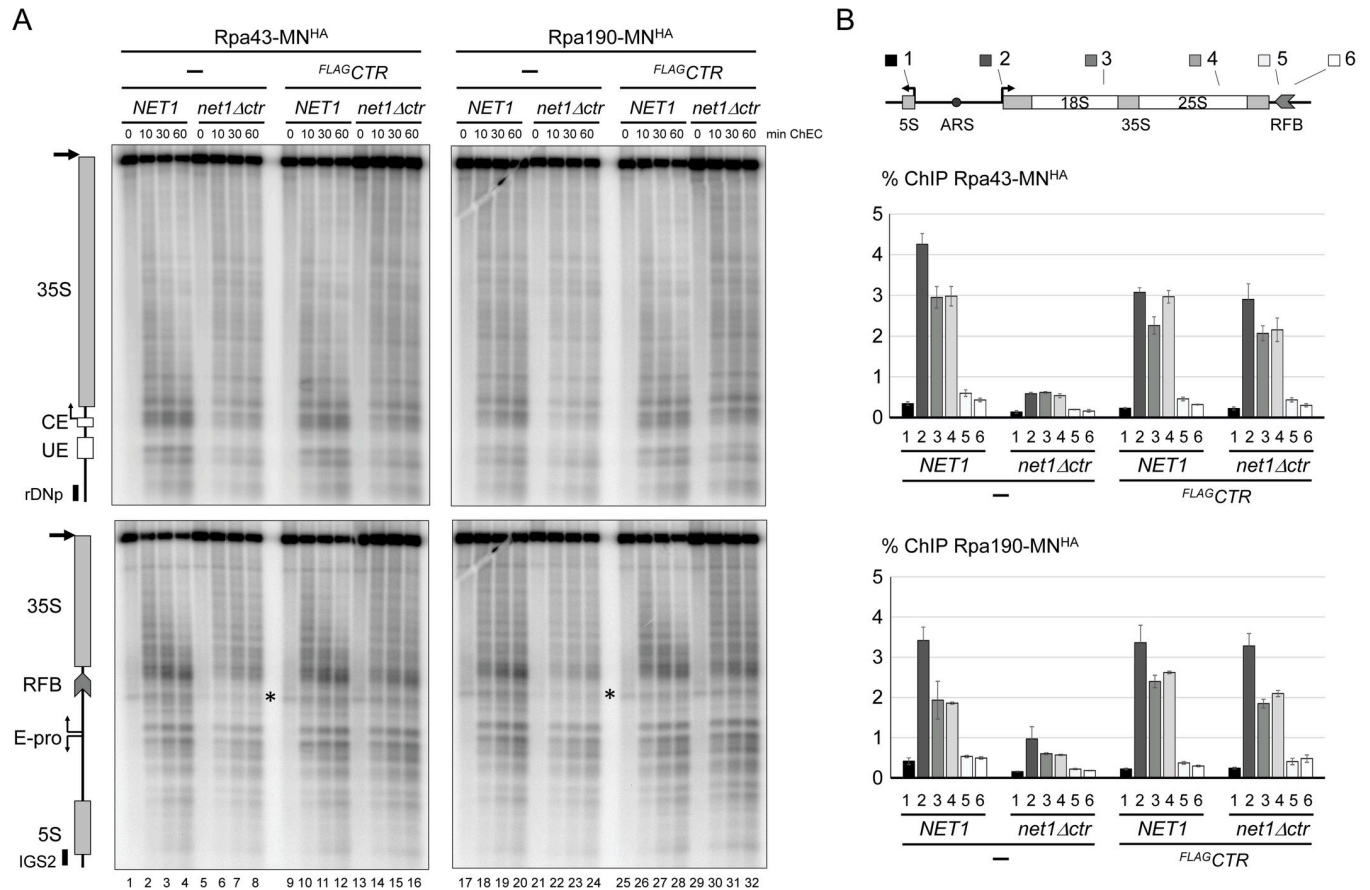 A
Rpa43-MNHA
Rpa190-MNHA
–
FLAGCTR
–
FLAGCTR
NET1 net1Δctr NET1 net1Δctr
NET1 net1Δctr NET1 net1Δctr
0 10 30 60 0 10 30 60 0 10 30 60 0 10 30 60 min ChEC
0 10 30 60 0 10 30 60 0 10 30 60 0 10 30 60
35S
CE
UE
rDNp
35S
RFB
E-pro
5S
IGS2
*
*
1 2 3 4 5 6 7 8 9 10 11 12 13 14 15 16
17 18 19 20 21 22 23 24 25 26 27 28 29 30 31 32
B
1 2 3 4 5 6
18S 25S
5S ARS 35S RFB
% ChIP Rpa43-MNHA
5
4
3
2
1
0
1 2 3 4 5 6 1 2 3 4 5 6 1 2 3 4 5 6 1 2 3 4 5 6
NET1 net1Δctr NET1 net1Δctr
– FLAGCTR
% ChIP Rpa190-MNHA
5
4
3
2
1
0
1 2 3 4 5 6 1 2 3 4 5 6 1 2 3 4 5 6 1 2 3 4 5 6
NET1 net1Δctr NET1 net1Δctr
– FLAGCTR